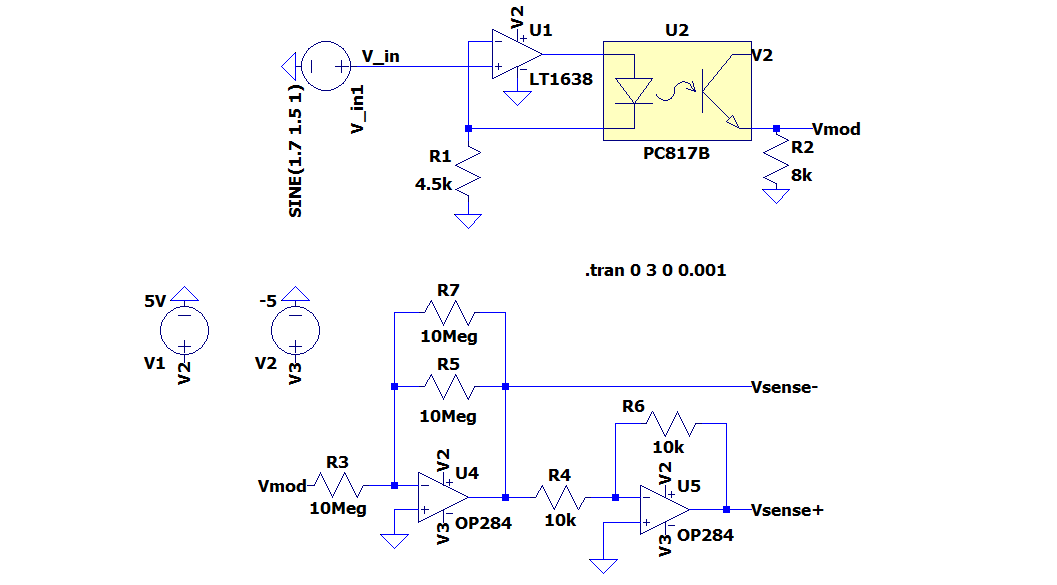 V2
U1
U2
V_in
V2
LT1638
V_in1
SINE(1.7 1.5 1)
Vmod
R1
PC817B
R2
4.5k
8k
.tran 0 3 0 0.001
5V
-5
R7
10Meg
V1
V2
V2
V3
R5
Vsense-
10Meg
R6
10k
R3
V2
U4
R4
V2
U5
Vmod
10Meg
V3
OP284
10k
V3
OP284
Vsense+